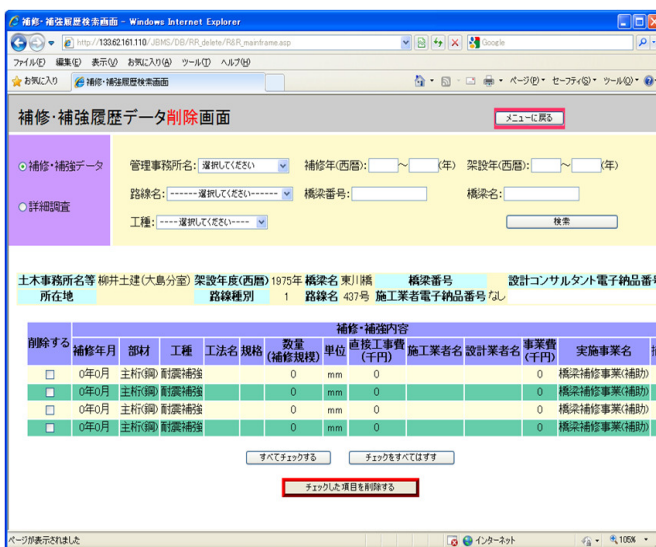 補修・補強履歴検索画面 - Windows Internet Explorer
http://133.62.161.110/JBMS/DB/RR_delete/R&R_mainframe.asp
Google
ファイル(F) 編集(E) 表示(V) お気に入り(A) ツール(T) ヘルプ(H)
お気に入り 補修・補強履歴検索画面 ページ(P) セーフティ(S) ツール(O)
補修・補強履歴データ削除画面 メニューに戻る
補修・補強データ 管理事務所名: 選択してください 補修年(西暦): ~ (年) 架設年(西暦): ~ (年)
詳細調査 路線名: ------選択してください------ 橋梁番号: 橋梁名:
工種: ----選択してください---- 検索
土木事務所名等 柳井土建(大島分室) 架設年度(西暦) 1975年 橋梁名 東川橋 橋梁番号 設計コンサルタント電子納品番
所在地 路線種別 1 路線名 437号 施工業者電子納品番号 なし
補修・補強内容
削除する 補修年月 部材 工種 工法名 規格 数量(補修規模) 単位 直接工事費(千円) 施工業者名 設計業者名 事業費(千円) 実施事業名
0年0月 主桁(鋼) 耐震補強 0 mm 0 0 橋梁補修事業(補助)
0年0月 主桁(鋼) 耐震補強 0 mm 0 0 橋梁補修事業(補助)
0年0月 主桁(鋼) 耐震補強 0 mm 0 0 橋梁補修事業(補助)
0年0月 主桁(鋼) 耐震補強 0 mm 0 0 橋梁補修事業(補助)
すべてチェックする チェックをすべてはずす
チェックした項目を削除する
ページが表示されました インターネット 105%